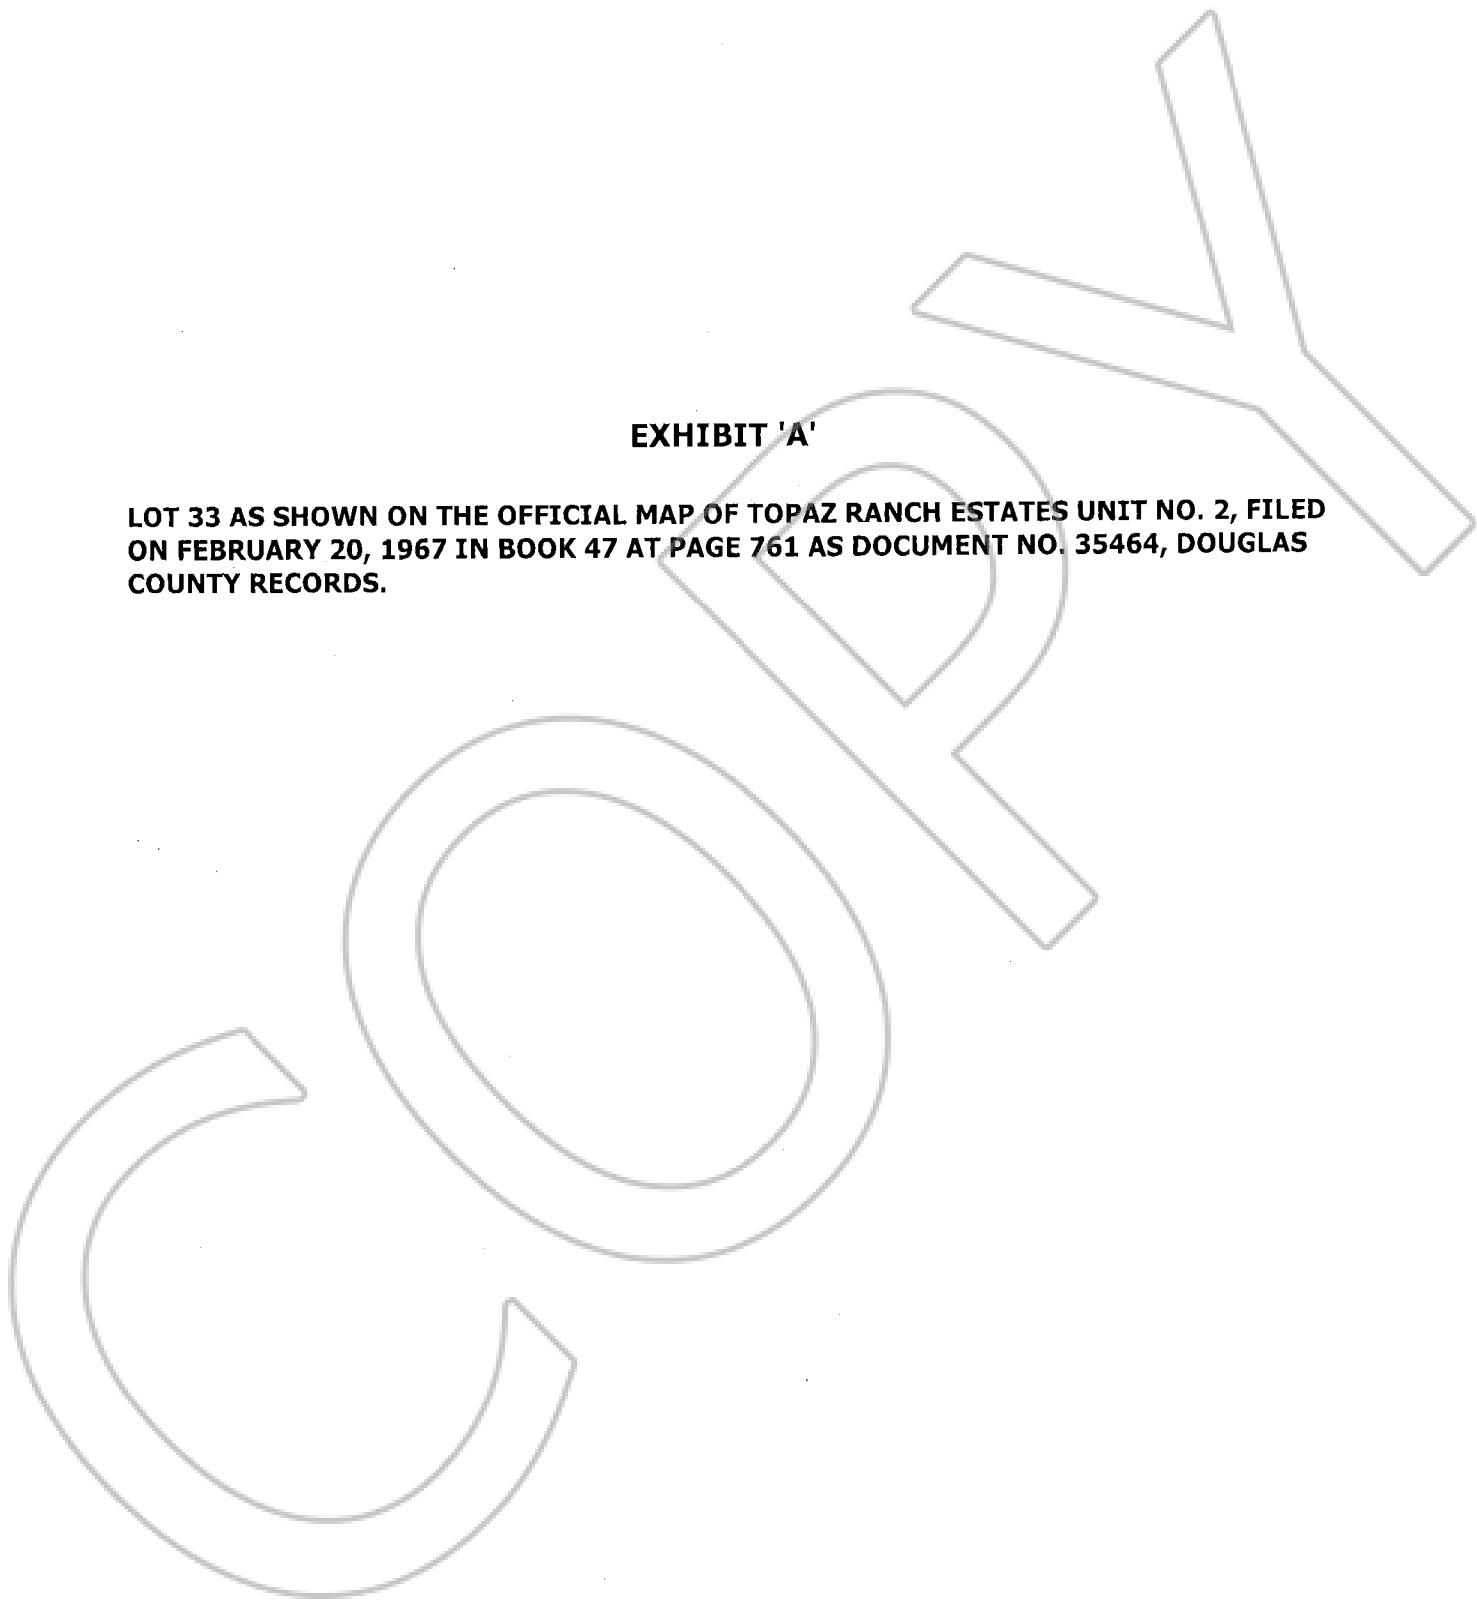 EXHIBIT 'A'
LOT 33 AS SHOWN ON THE OFFICIAL MAP OF TOPAZ RANCH ESTATES UNIT NO. 2, FILED
ON FEBRUARY 20, 1967 IN BOOK 47 AT PAGE 761 AS DOCUMENT NO. 35464, DOUGLAS
COUNTY RECORDS.
COPY